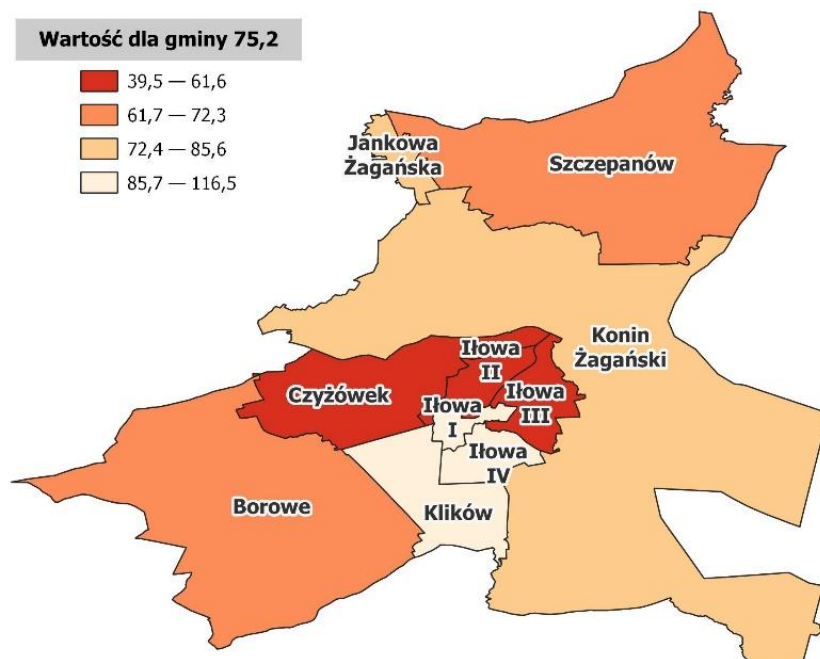 Wartość dla gminy 75,2
39,5 — 61,6
61,7 — 72,3
72,4 — 85,6
85,7 — 116,5
Jankowa
Żagańska
Szczepanów
Konin
Żagański
Iłowa
II
Czyżówek
Iłowa
III
Iłowa
I
Iłowa
IV
Borowe
Klików